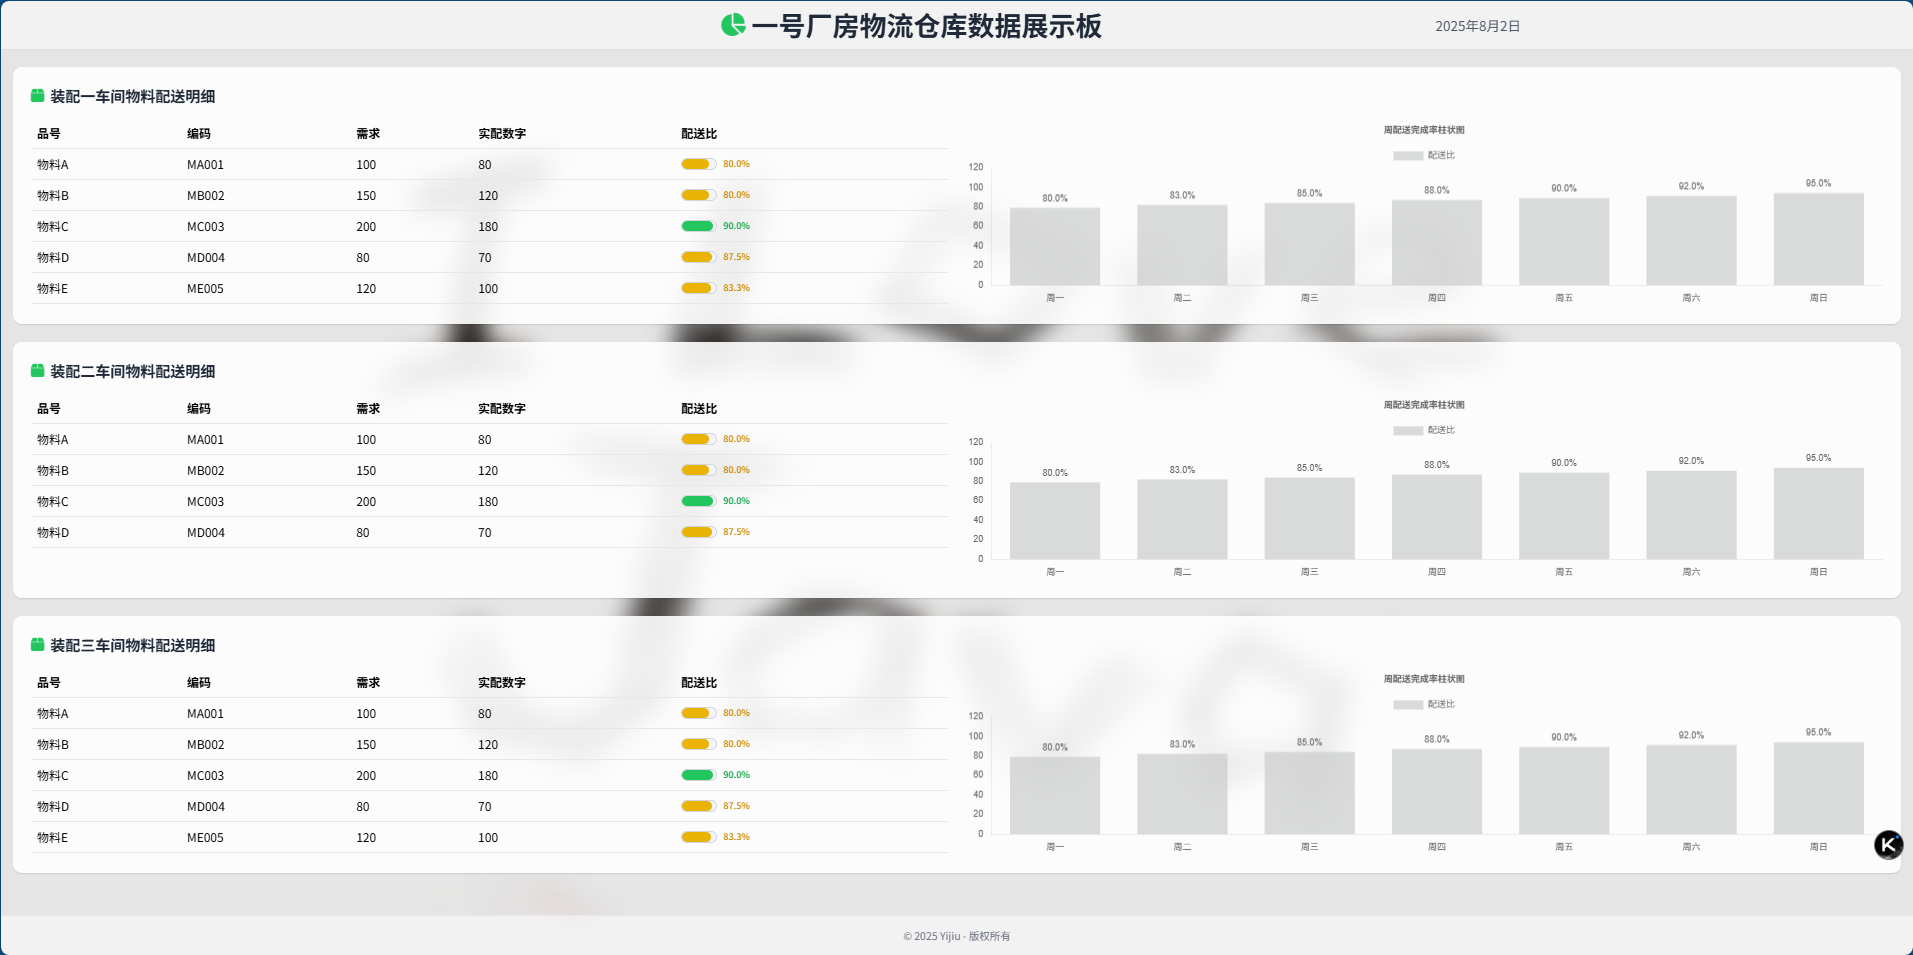 一号厂房物流仓库数据展示板
2025年8月2日
装配一车间物料配送明细
品号 编码 需求 实配数字 配送比
物料A MA001 100 80 80.0%
物料B MB002 150 120 80.0%
物料C MC003 200 180 90.0%
物料D MD004 80 70 87.5%
物料E ME005 120 100 83.3%
周配送完成率柱状图
配送比
120
100
80
60
40
20
0
80.0% 83.0% 85.0% 88.0% 90.0% 92.0% 95.0%
周一 周二 周三 周四 周五 周六 周日
装配二车间物料配送明细
品号 编码 需求 实配数字 配送比
物料A MA001 100 80 80.0%
物料B MB002 150 120 80.0%
物料C MC003 200 180 90.0%
物料D MD004 80 70 87.5%
周配送完成率柱状图
配送比
120
100
80
60
40
20
0
80.0% 83.0% 85.0% 88.0% 90.0% 92.0% 95.0%
周一 周二 周三 周四 周五 周六 周日
装配三车间物料配送明细
品号 编码 需求 实配数字 配送比
物料A MA001 100 80 80.0%
物料B MB002 150 120 80.0%
物料C MC003 200 180 90.0%
物料D MD004 80 70 87.5%
物料E ME005 120 100 83.3%
周配送完成率柱状图
配送比
120
100
80
60
40
20
0
80.0% 83.0% 85.0% 88.0% 90.0% 92.0% 95.0%
周一 周二 周三 周四 周五 周六 周日
K
© 2025 Yijiu - 版权所有